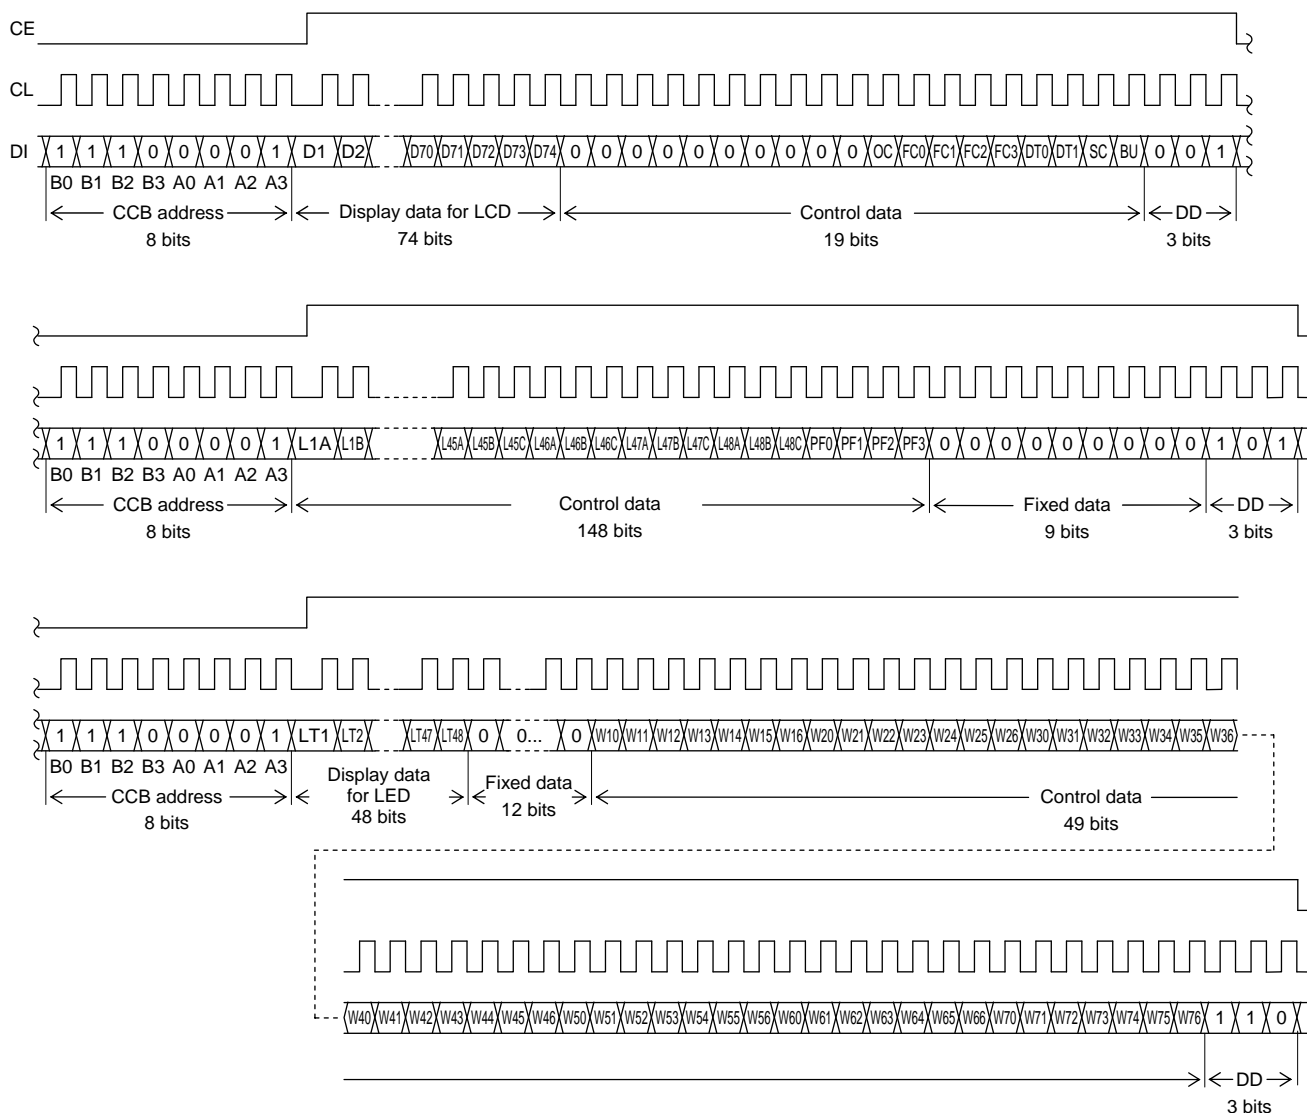 CE
CL
DI 1 1 1 0 0 0 0 1 D1 D2 D70 D71 D72 D73 D74 0 0 0 0 0 0 0 0 0 0 OC FC0 FC1 FC2 FC3 DT0 DT1 SC BU 0 0 1
B0 B1 B2 B3 A0 A1 A2 A3
CCB address Display data for LCD Control data DD
8 bits 74 bits 19 bits 3 bits
1 1 1 0 0 0 0 1 L1A L1B L45A L45B L45C L46A L46B L46C L47A L47B L47C L48A L48B L48C PF0 PF1 PF2 PF3 0 0 0 0 0 0 0 0 0 1 0 1
B0 B1 B2 B3 A0 A1 A2 A3
CCB address Control data Fixed data DD
8 bits 148 bits 9 bits 3 bits
1 1 1 0 0 0 0 1 LT1 LT2 LT47 LT48 0 0... 0 W10 W11 W12 W13 W14 W15 W16 W20 W21 W22 W23 W24 W25 W26 W30 W31 W32 W33 W34 W35 W36
B0 B1 B2 B3 A0 A1 A2 A3
CCB address Display data for LED Fixed data Control data
8 bits 48 bits 12 bits 49 bits
W40 W41 W42 W43 W44 W45 W46 W50 W51 W52 W53 W54 W55 W56 W60 W61 W62 W63 W64 W65 W66 W70 W71 W72 W73 W74 W75 W76 1 1 0
DD
3 bits